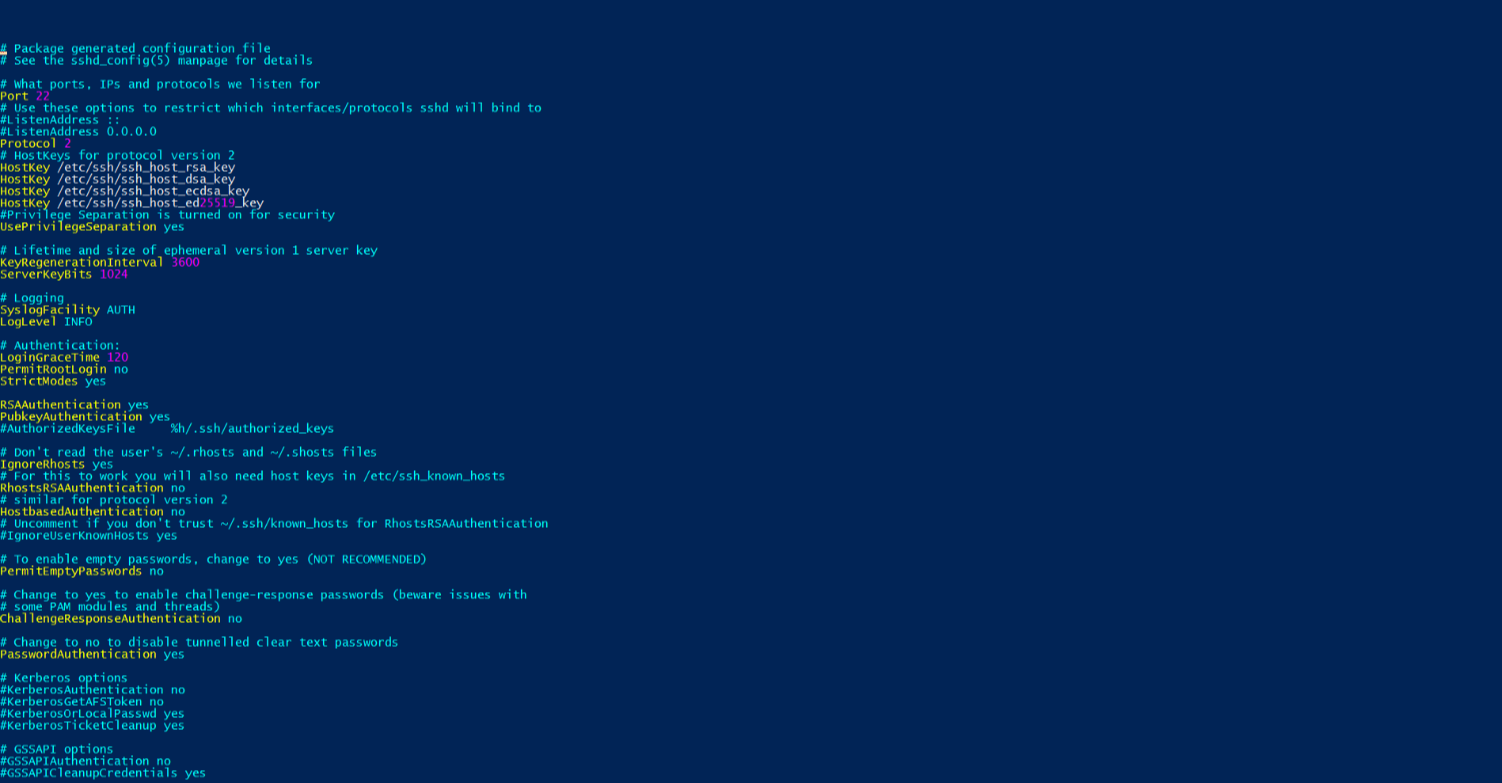 # Package generated configuration file
# See the sshd_config(5) manpage for details
# What ports, IPs and protocols we listen for
Port 22
# Use these options to restrict which interfaces/protocols sshd will bind to
#ListenAddress ::
#ListenAddress 0.0.0.0
Protocol 2
# HostKeys for protocol version 2
HostKey /etc/ssh/ssh_host_rsa_key
HostKey /etc/ssh/ssh_host_dsa_key
HostKey /etc/ssh/ssh_host_ecdsa_key
HostKey /etc/ssh/ssh_host_ed25519_key
#Privilege Separation is turned on for security
UsePrivilegeSeparation yes
# Lifetime and size of ephemeral version 1 server key
KeyRegenerationInterval 3600
ServerKeyBits 1024
# Logging
SyslogFacility AUTH
LogLevel INFO
# Authentication:
LoginGraceTime 120
PermitRootLogin no
StrictModes yes
RSAAuthentication yes
PubkeyAuthentication yes
#AuthorizedKeysFile     %h/.ssh/authorized_keys
# Don't read the user's ~/.rhosts and ~/.shosts files
IgnoreRhosts yes
# For this to work you will also need host keys in /etc/ssh_known_hosts
RhostsRSAAuthentication no
# similar for protocol version 2
HostbasedAuthentication no
# Uncomment if you don't trust ~/.ssh/known_hosts for RhostsRSAAuthentication
#IgnoreUserKnownHosts yes
# To enable empty passwords, change to yes (NOT RECOMMENDED)
PermitEmptyPasswords no
# Change to yes to enable challenge-response passwords (beware issues with
# some PAM modules and threads)
ChallengeResponseAuthentication no
# Change to no to disable tunnelled clear text passwords
PasswordAuthentication yes
# Kerberos options
#KerberosAuthentication no
#KerberosGetAFSToken no
#KerberosOrLocalPasswd yes
#KerberosTicketCleanup yes
# GSSAPI options
#GSSAPIAuthentication no
#GSSAPICleanupCredentials yes